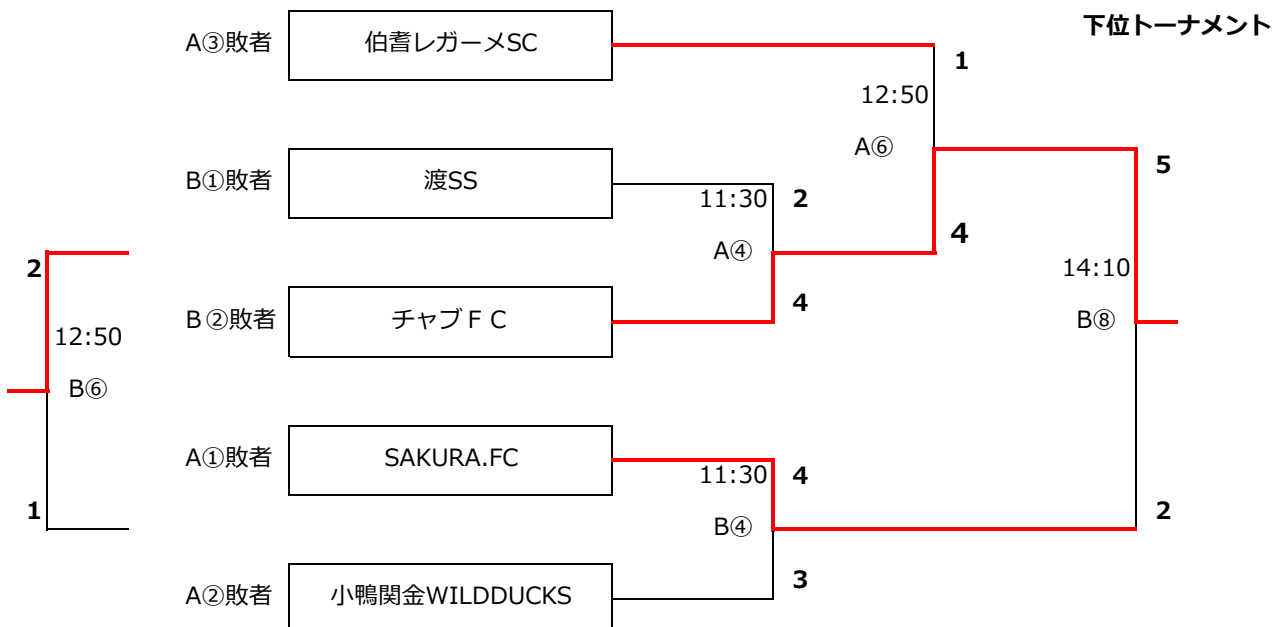 下位トーナメント
A③敗者 伯耆レガーメSC
1
12:50
A⑥
B①敗者 渡SS
5
11:30 2
4
A④
2
14:10
B②敗者 チャブFC
4
B⑧
12:50
B⑥
A①敗者 SAKURA.FC
11:30 4
1
2
B④
3
A②敗者 小鴨関金WILDDUCKS